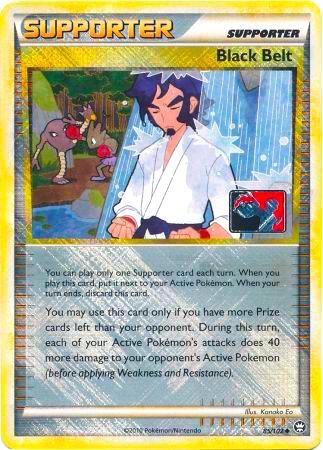 SUPPORTER
SUPPORTER
Black Belt
You can play only one Supporter card each turn. When you
play this card, put it next to your Active Pokémon. When your
turn ends, discard this card.
You may use this card only if you have more Prize
cards left than your opponent. During this turn,
each of your Active Pokémon's attacks does 40
more damage to your opponent's Active Pokemon
(before applying Weakness and Resistance).
Illus. Kanako Eo
©2010 Pokémon/Nintendo
85/102